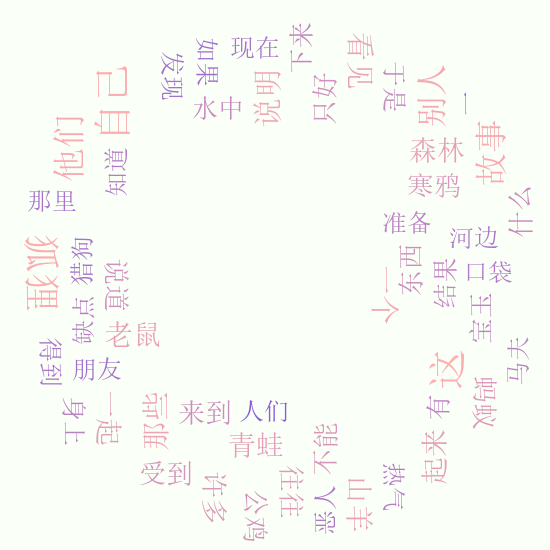 下来
看见
现在
如果
发现
说明
只好
于是
别人
自己
水中
一
他们
故事
森林
知道
寒鸦
那里
什么
准备
河边
狐狸
猎狗
说道
东西
结果
口袋
一个
缺点
宝玉
老鼠
马夫
得到
朋友
这
蚂蚁
上身
一起
那些
来到
人们
有
青蛙
不能
起来
受到
许多
公鸡
往往
恶人
山羊
热气